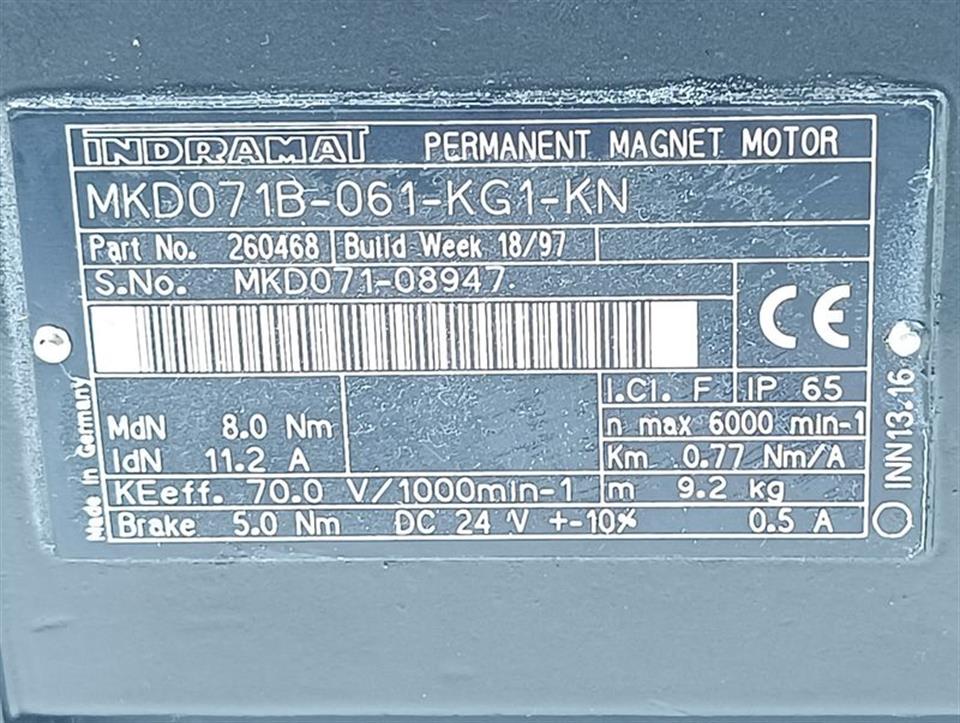 INDRAMAT PERMANENT MAGNET MOTOR
MKD071B-061-KG1-KN
Part No. 260468 Build Week 18/97
S.No. MKD071-08947
CE
I.Cl. F IP 65
MdN 8.0 Nm n max 6000 min-1
IdN 11.2 A Km 0.77 Nm/A
KEeff. 70.0 V/1000min-1 m 9.2 kg
Brake 5.0 Nm DC 24 V +-10% 0.5 A
Made in Germany
INN13.16